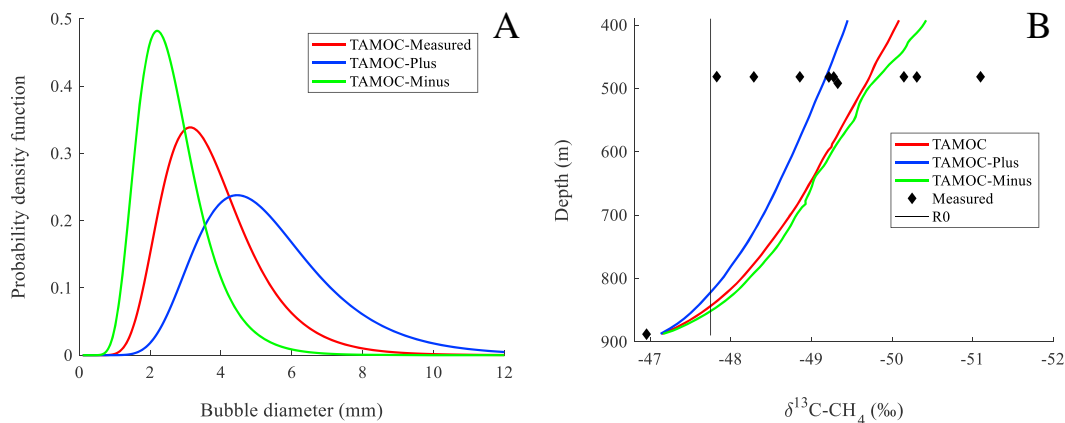 A
0.5
0.4
0.3
0.2
0.1
0
Probability density function
TAMOC-Measured
TAMOC-Plus
TAMOC-Minus
0 2 4 6 8 10 12
Bubble diameter (mm)
B
400
500
600
700
800
900
Depth (m)
TAMOC
TAMOC-Plus
TAMOC-Minus
Measured
R0
-47 -48 -49 -50 -51 -52
δ¹³C-CH₄ (‰)